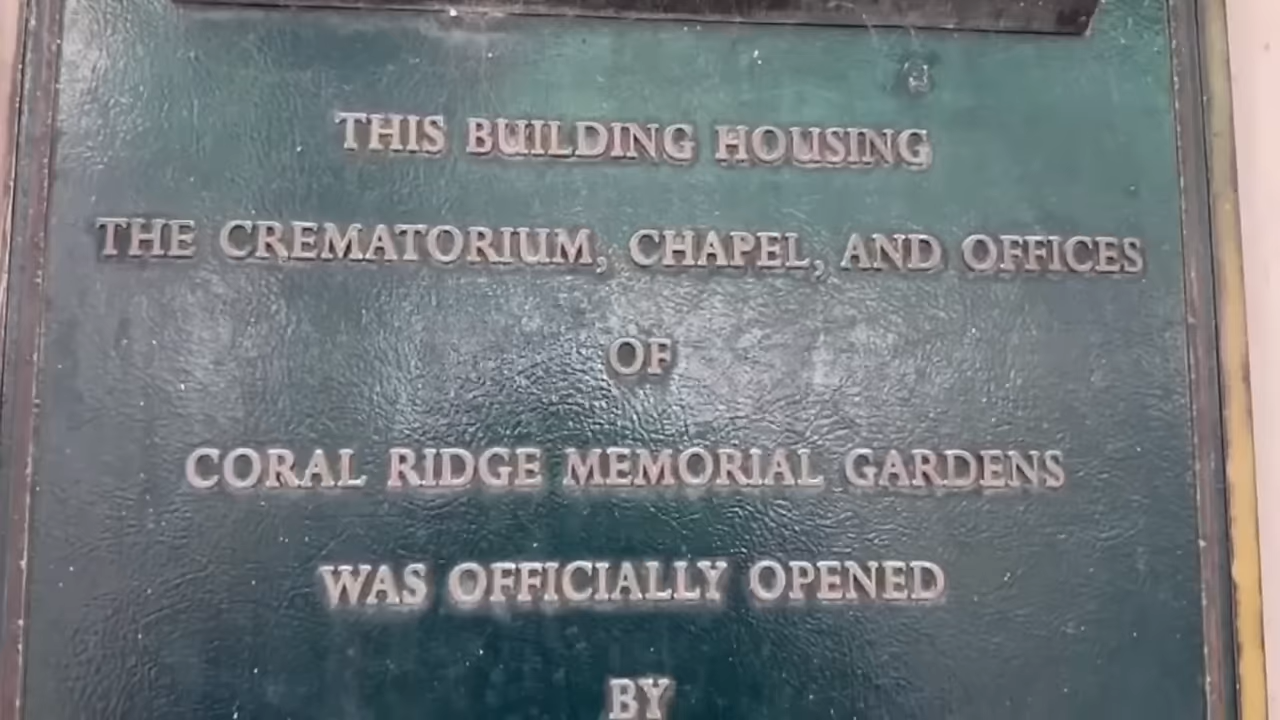 THIS BUILDING HOUSING
THE CREMATORIUM, CHAPEL, AND OFFICES
OF
CORAL RIDGE MEMORIAL GARDENS
WAS OFFICIALLY OPENED
BY